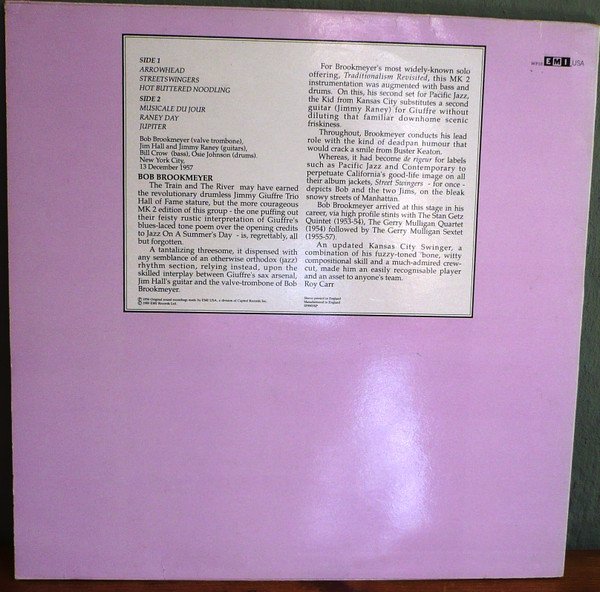 SIDE 1
ARROWHEAD
STREETSWINGERS
HOT BUTTERED NOODLING
SIDE 2
MUSICALE DU JOUR
RANEY DAY
JUPITER
Bob Brookmeyer (valve trombone),
Jim Hall and Jimmy Raney (guitars),
Bill Crow (bass), Osie Johnson (drums).
New York City,
13 December 1957
BOB BROOKMEYER
The Train and The River may have earned
the revolutionary drumless Jimmy Giuffre Trio
Hall of Fame stature, but the more courageous
MK 2 edition of this group - the one puffing out
their feisty rustic interpretation of Giuffre's
blues-laced tone poem over the opening credits
to Jazz On A Summer's Day - is, regrettably, all
but forgotten.
A tantalizing threesome, it dispensed with
any semblance of an otherwise orthodox (jazz)
rhythm section, relying instead, upon the
skilled interplay between Giuffre's sax arsenal,
Jim Hall's guitar and the valve-trombone of Bob
Brookmeyer.
For Brookmeyer's most widely-known solo
offering, Traditionalism Revisited, this MK 2
instrumentation was augmented with bass and
drums. On this, his second set for Pacific Jazz,
the Kid from Kansas City substitutes a second
guitar (Jimmy Raney) for Giuffre without
diluting that familiar downhome scenic
friskiness.
Throughout, Brookmeyer conducts his lead
role with the kind of deadpan humour that
would crack a smile from Buster Keaton.
Whereas, it had become de rigeur for labels
such as Pacific Jazz and Contemporary to
perpetuate California's good-life image on all
their album jackets, Street Swingers - for once -
depicts Bob and the two Jims, on the bleak
snowy streets of Manhattan.
Bob Brookmeyer arrived at this stage in his
career, via high profile stints with The Stan Getz
Quintet (1953-54), The Gerry Mulligan Quartet
(1954) followed by The Gerry Mulligan Sextet
(1955-57).
An updated Kansas City Swinger, a
combination of his fuzzy-toned 'bone, witty
compositional skill and a much-admired crew-
cut, made him an easily recognisable player
and an asset to anyone's team.
Roy Carr
EMI USA
Sleeve printed in England
Manufactured in England